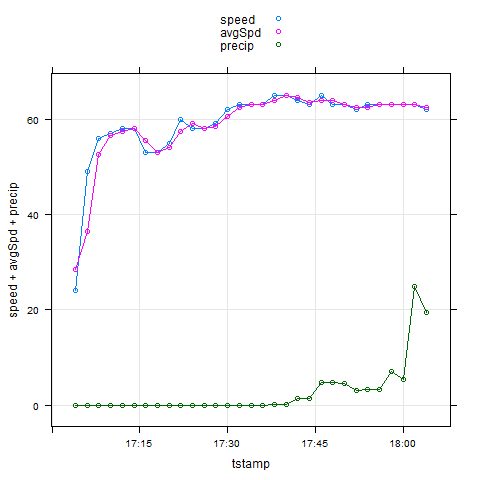 speed
avgSpd
precip
60
40
20
0
speed + avgSpd + precip
17:15 17:30 17:45 18:00
tstamp